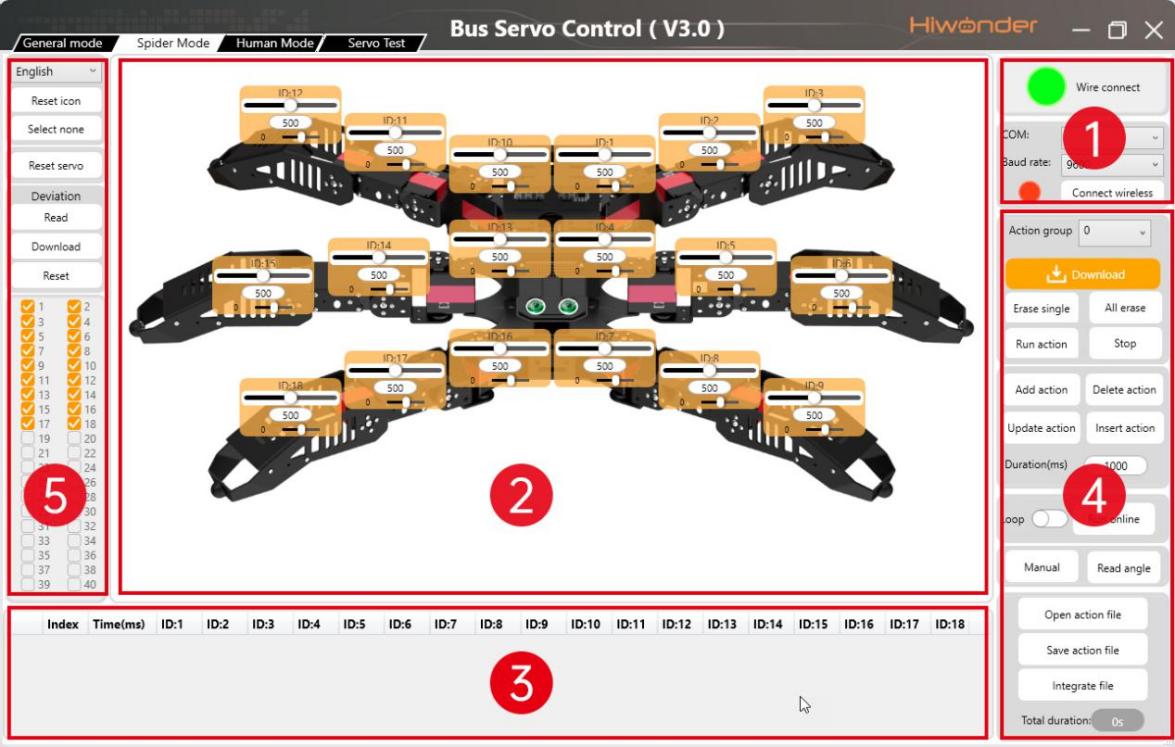 Bus Servo Control ( V3.0 )
Hiwonder
General mode
Spider Mode
Human Mode
Servo Test
English
Reset icon
Select none
Reset servo
Deviation
Read
Download
Reset
1 2
3 4
5 6
7 8
9 10
11 12
13 14
15 16
17 18
19 20
21 22
24
26
28
30
31 32
33 34
35 36
37 38
39 40
5
ID:12
500
0
ID:11
500
0
ID:10
500
0
ID:1
500
0
ID:2
500
0
ID:3
500
0
ID:13
500
0
ID:4
500
0
ID:14
500
0
ID:5
500
0
ID:15
500
0
ID:6
500
0
ID:16
500
0
ID:7
500
0
ID:17
500
0
ID:8
500
0
ID:18
500
0
ID:9
500
0
2
Index Time(ms) ID:1 ID:2 ID:3 ID:4 ID:5 ID:6 ID:7 ID:8 ID:9 ID:10 ID:11 ID:12 ID:13 ID:14 ID:15 ID:16 ID:17 ID:18
3
Wire connect
COM:
1
Baud rate:
Connect wireless
Action group 0
Download
Erase single All erase
Run action Stop
Add action Delete action
Update action Insert action
Duration(ms) 1000
4
Loop online
Manual Read angle
Open action file
Save action file
Integrate file
Total duration: 0s